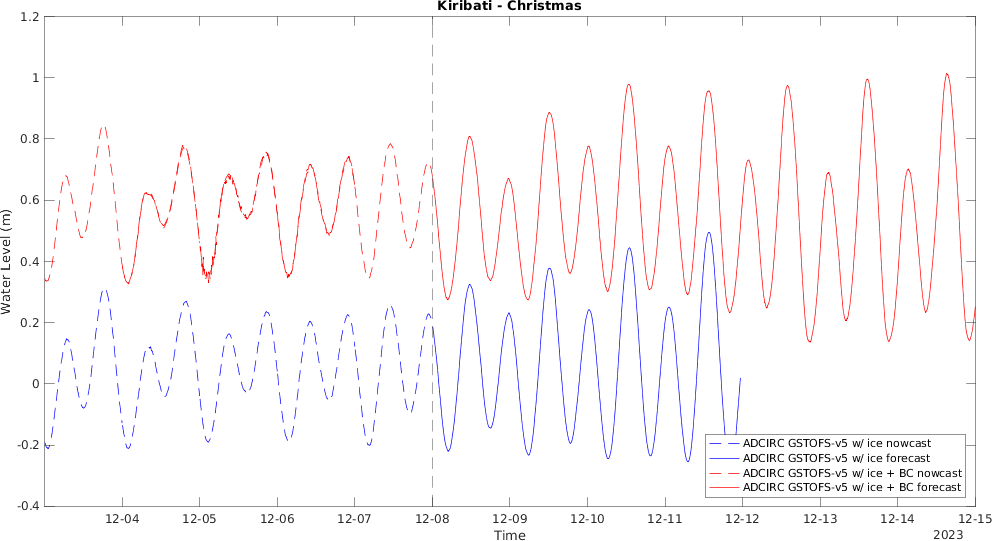 Kiribati - Christmas
1.2
1
0.8
0.6
0.4
0.2
0
-0.2
-0.4
Water Level (m)
ADCIRC GSTOFS-v5 w/ ice nowcast
ADCIRC GSTOFS-v5 w/ ice forecast
ADCIRC GSTOFS-v5 w/ ice + BC nowcast
ADCIRC GSTOFS-v5 w/ ice + BC forecast
12-04 12-05 12-06 12-07 12-08 12-09 12-10 12-11 12-12 12-13 12-14 12-15
Time
2023